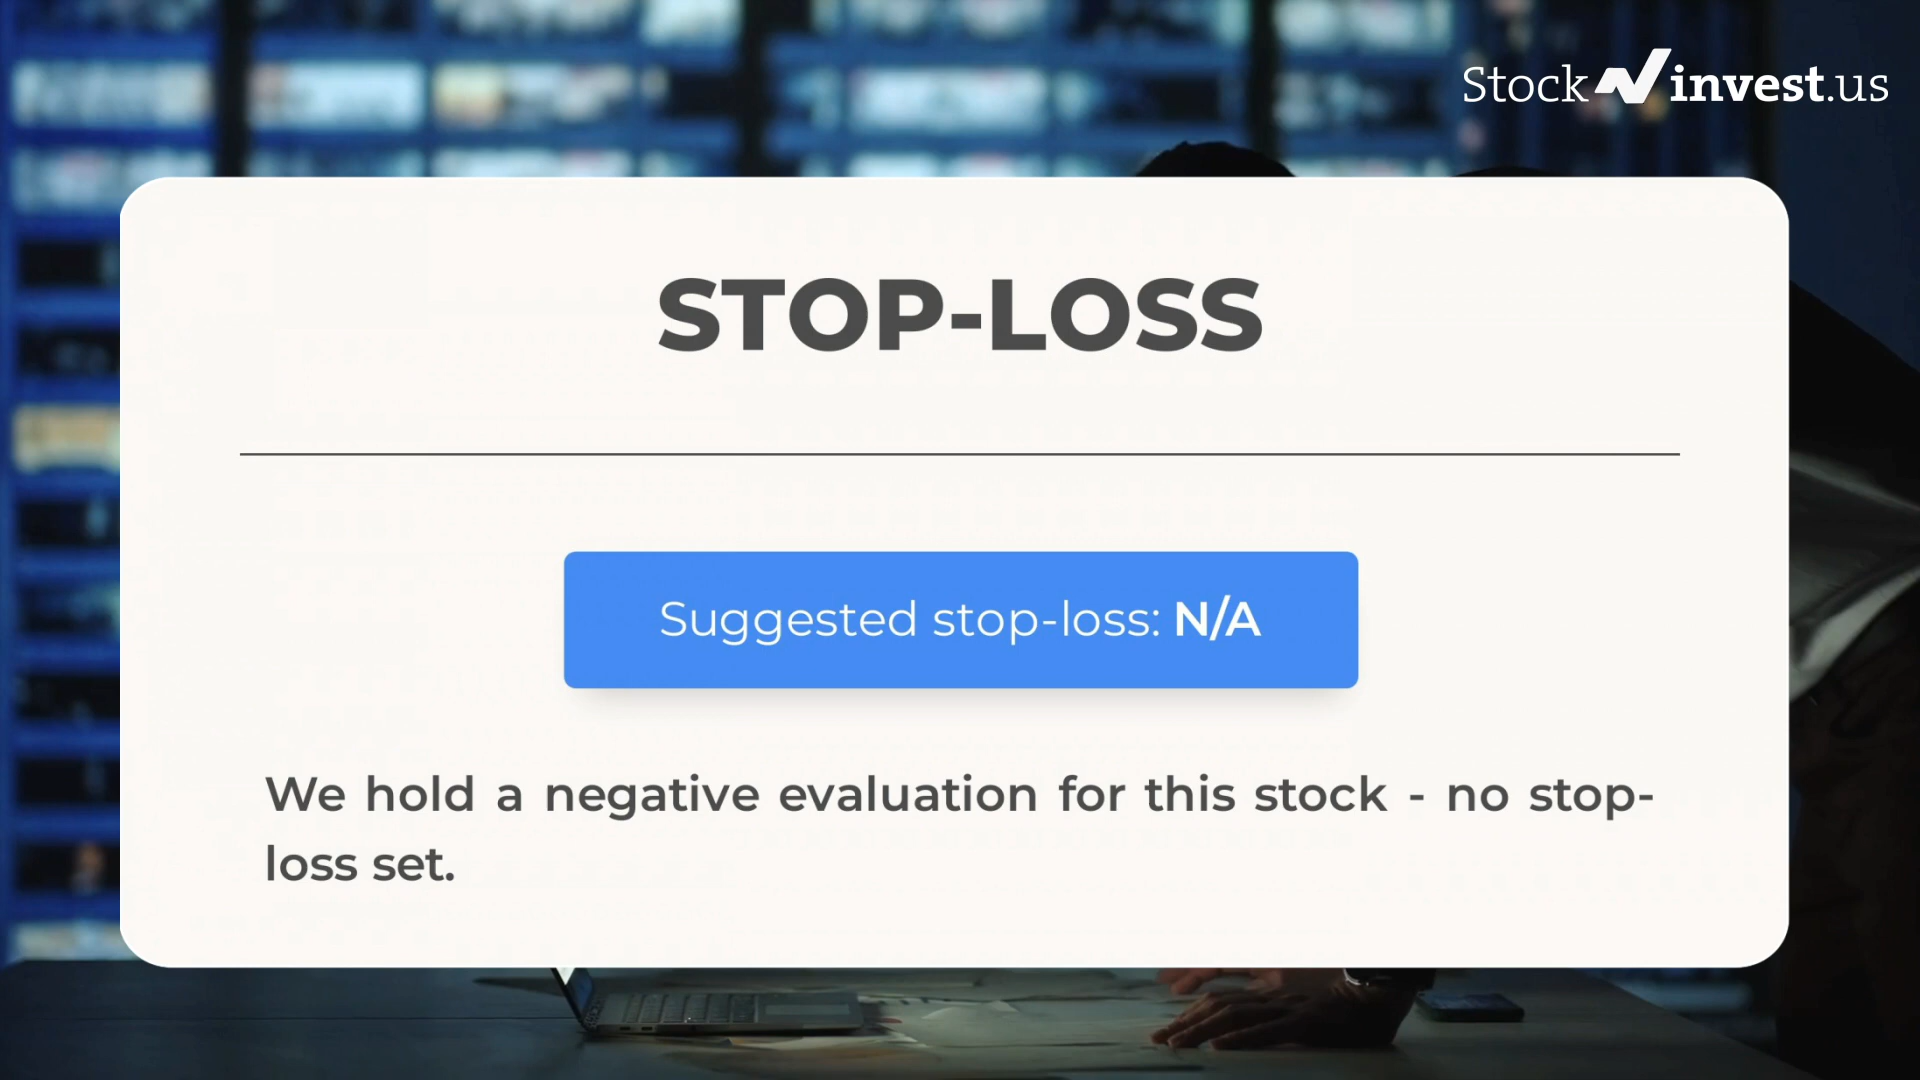 Stock invest.us
STOP-LOSS
Suggested stop-loss: N/A
We hold a negative evaluation for this stock - no stop-
loss set.